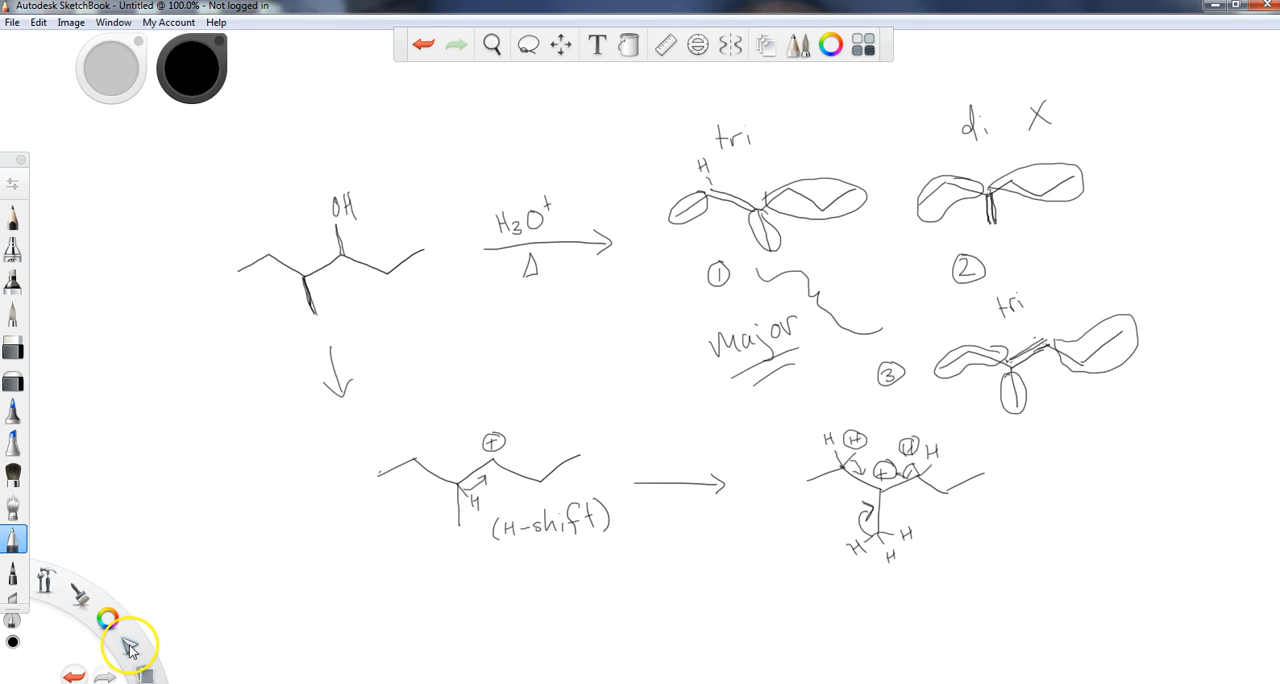 Autodesk SketchBook - Untitled @ 100.0% - Not logged in
File Edit Image Window My Account Help
T
tri
di X
H
OH
H3O+
Δ
①
②
Major
tri
③
+
H
(H-shift)
H H + H H
H H
H